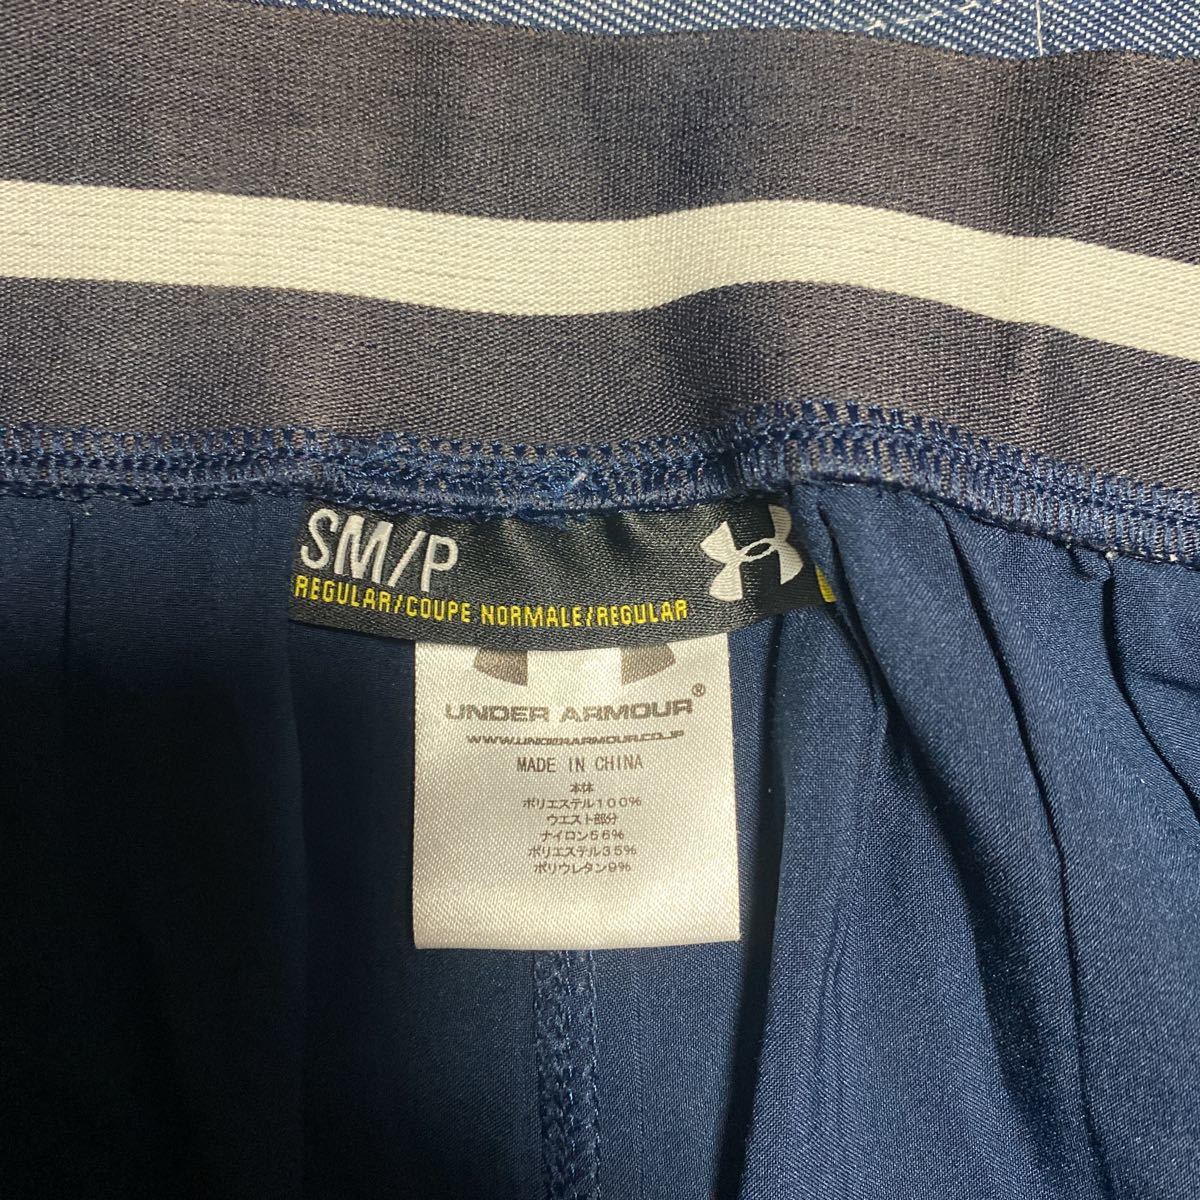 SM/P
REGULAR/COUPE NORMALE/REGULAR
UNDER ARMOUR®
WWW.UNDERARMOUR.CO.JP
MADE IN CHINA
本体
ポリエステル100%
ウエスト部分
ナイロン56%
ポリエステル35%
ポリウレタン9%